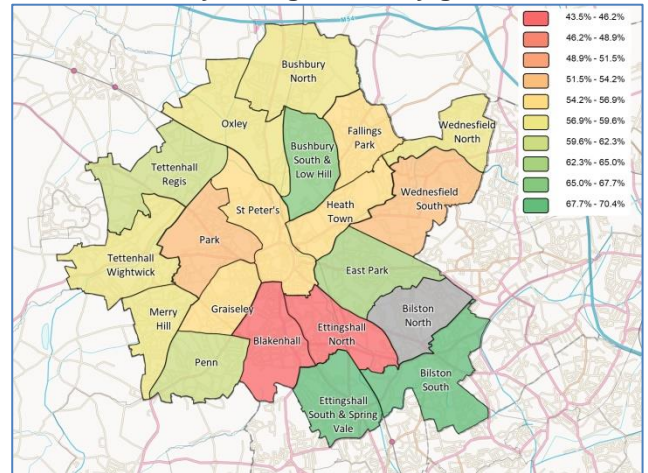 43.5% - 46.2%
46.2% - 48.9%
48.9% - 51.5%
51.5% - 54.2%
54.2% - 56.9%
56.9% - 59.6%
59.6% - 62.3%
62.3% - 65.0%
65.0% - 67.7%
67.7% - 70.4%
Bushbury
North
Oxley
Bushbury
South &
Low Hill
Fallings
Park
Wednesfield
North
Tettenhall
Regis
Wednesfield
South
St Peter's
Heath
Town
Park
Tettenhall
Wightwick
East Park
Merry
Hill
Graiseley
Bilston
North
Blakenhall
Ettingshall
North
Penn
Bilston
South
Ettingshall
South & Spring
Vale